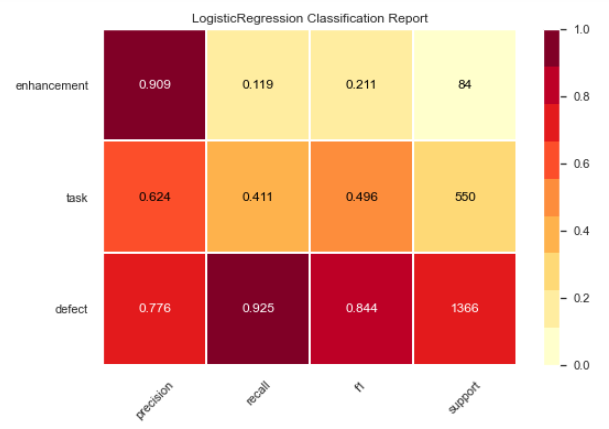 LogisticRegression Classification Report
enhancement 0.909 0.119 0.211 84
task 0.624 0.411 0.496 550
defect 0.776 0.925 0.844 1366
precision recall f1 support
1.0
0.8
0.6
0.4
0.2
0.0